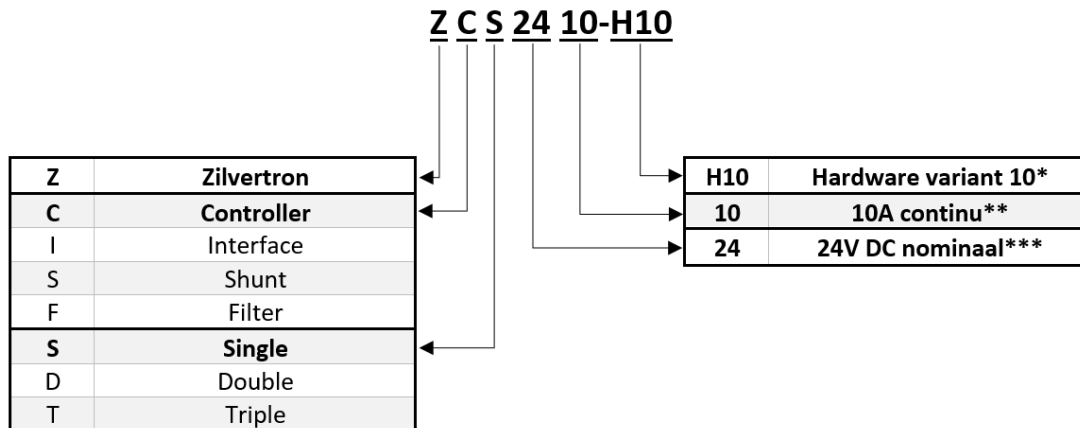 Z C S 24 10-H10
Z Zilvertron
C Controller
I Interface
S Shunt
F Filter
S Single
D Double
T Triple
H10 Hardware variant 10*
10 10A continu**
24 24V DC nominaal***